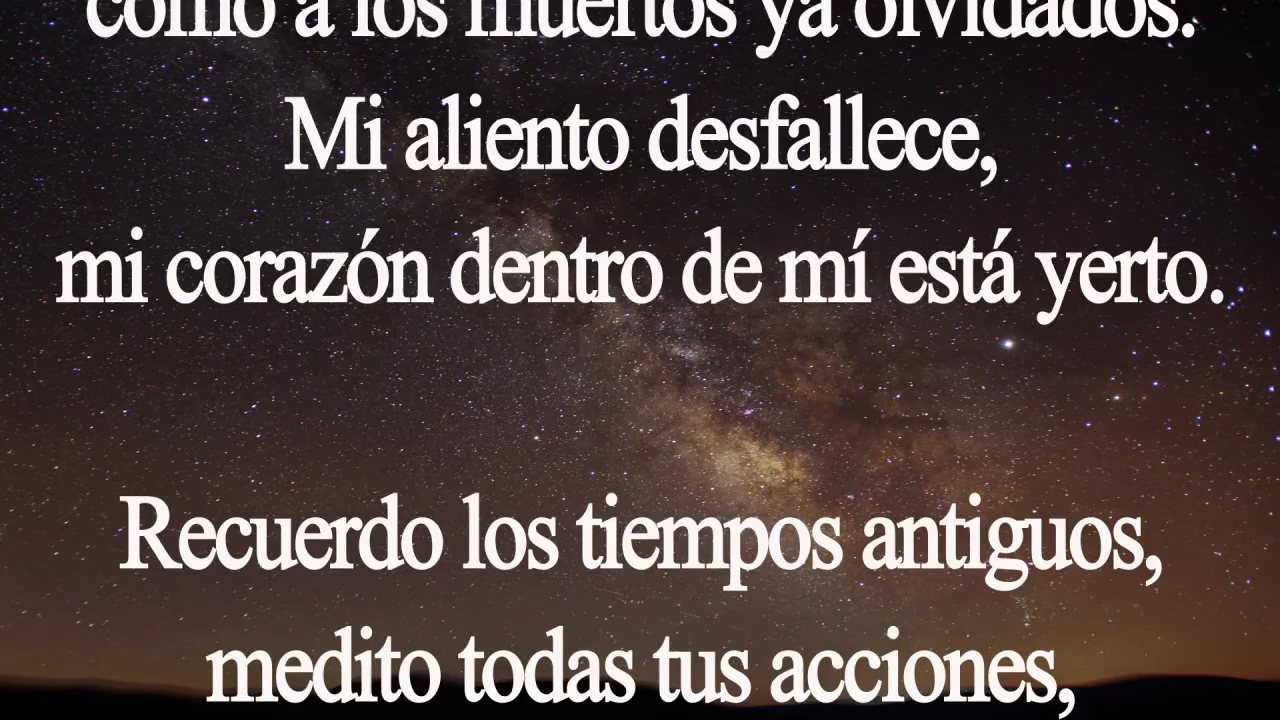 como a los muertos ya olvidados.
Mi aliento desfallece,
mi corazón dentro de mí está yerto.
Recuerdo los tiempos antiguos,
medito todas tus acciones,